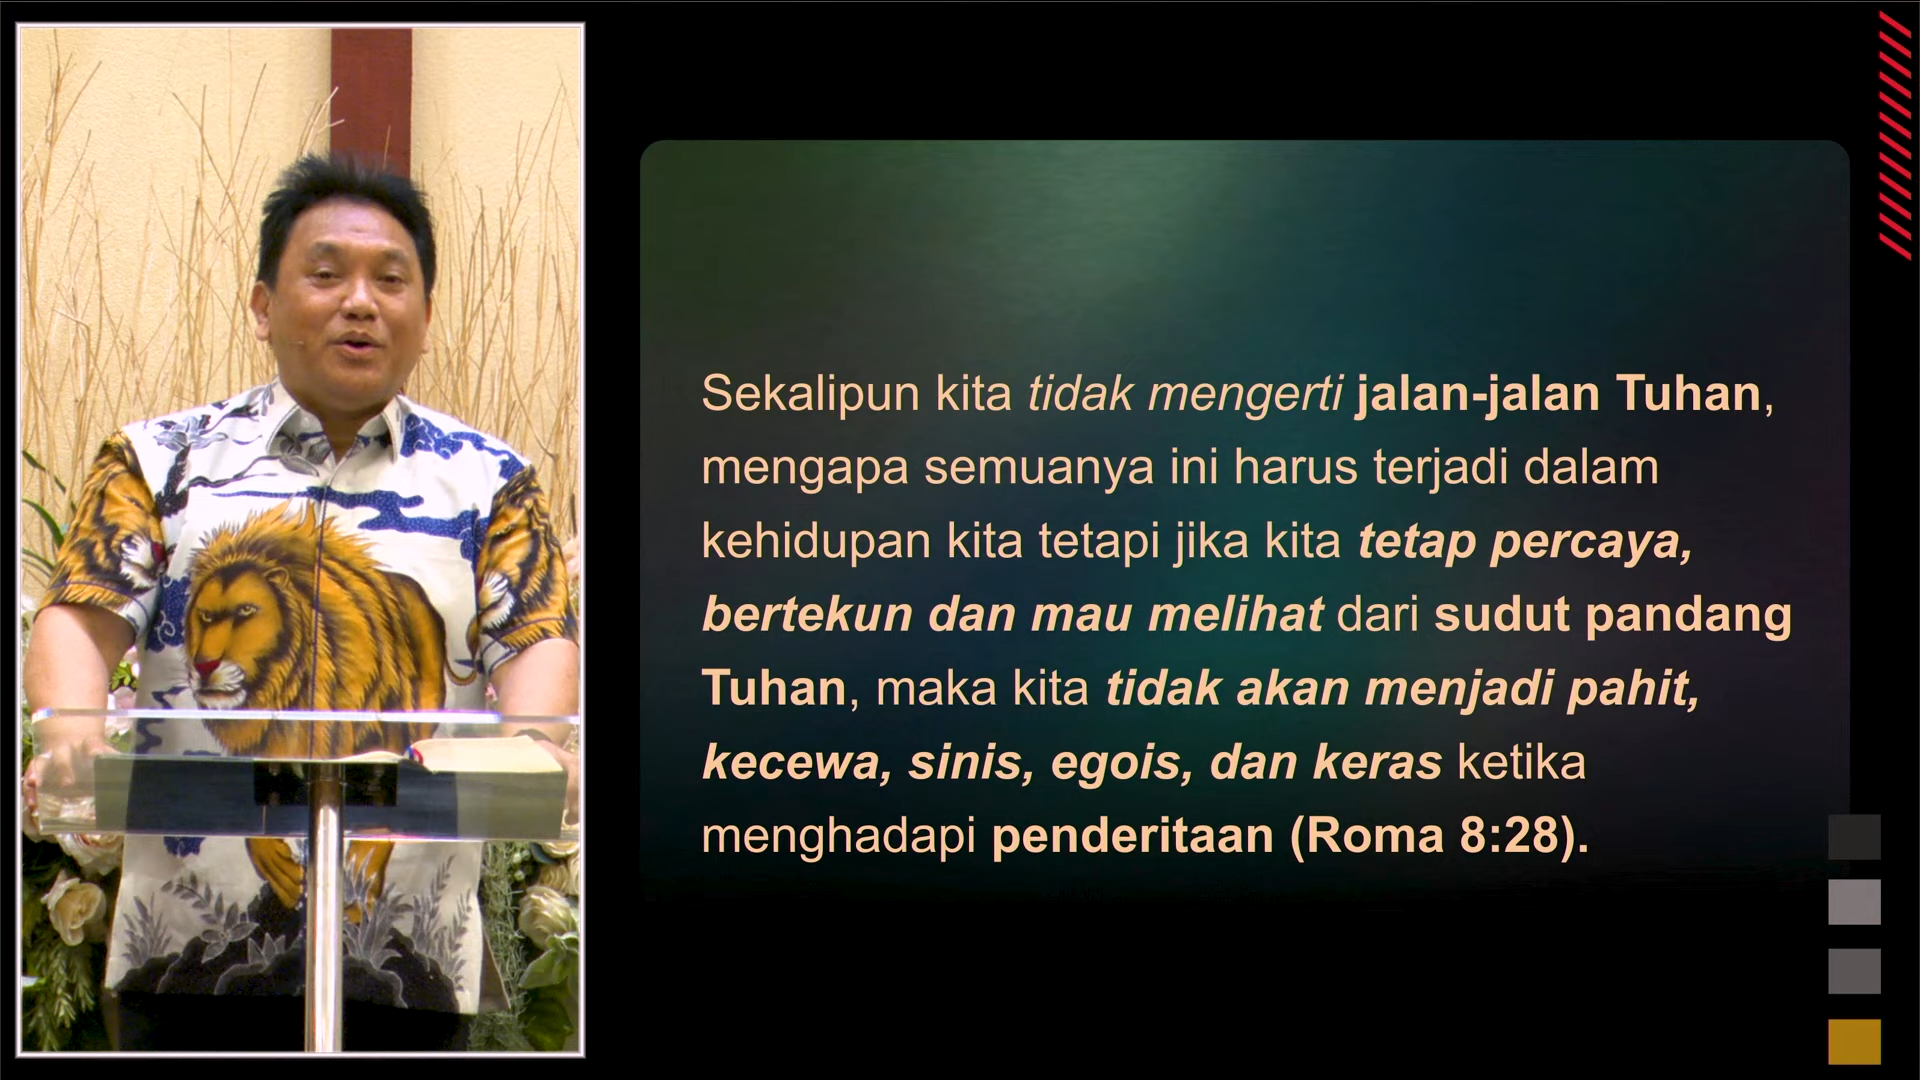 Sekalipun kita tidak mengerti jalan-jalan Tuhan,
mengapa semuanya ini harus terjadi dalam
kehidupan kita tetapi jika kita tetap percaya,
bertekun dan mau melihat dari sudut pandang
Tuhan, maka kita tidak akan menjadi pahit,
kecewa, sinis, egois, dan keras ketika
menghadapi penderitaan (Roma 8:28).